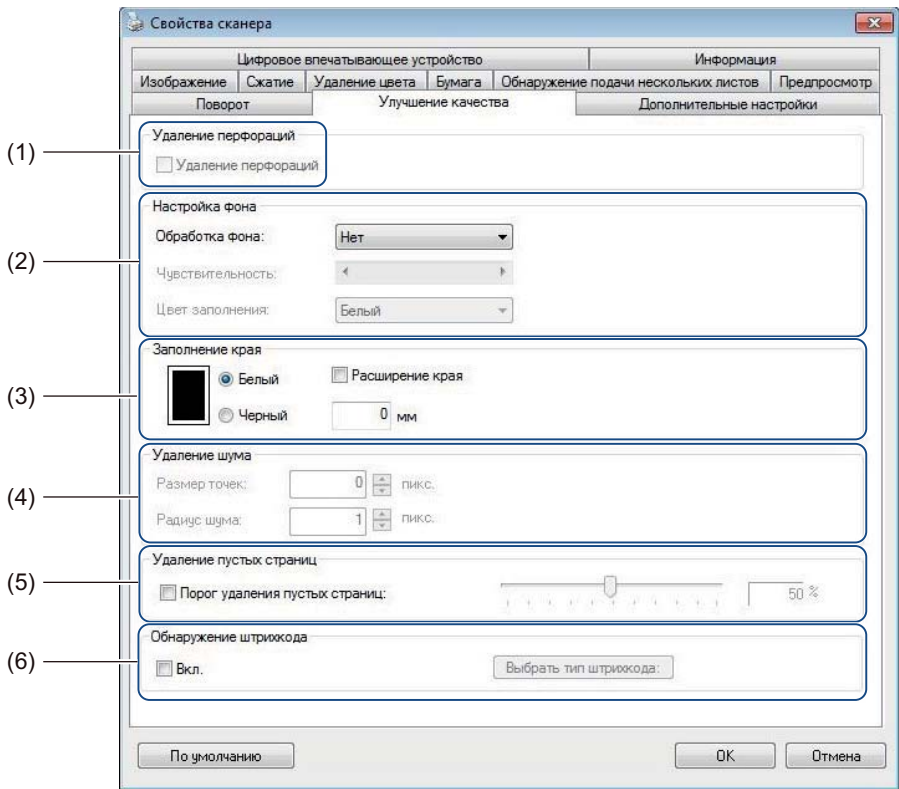 Свойства сканера
Цифровое впечатывающее устройство Информация
Изображение Сжатие Удаление цвета Бумага Обнаружение подачи нескольких листов Предпросмотр
Поворот Улучшение качества Дополнительные настройки
(1)
Удаление перфораций
Удаление перфораций
(2)
Настройка фона
Обработка фона: Нет
Чувствительность:
Цвет заполнения: Белый
(3)
Заполнение края
Белый Расширение края
Черный 0 мм
(4)
Удаление шума
Размер точек: 0 пикс.
Радиус шума: 1 пикс.
(5)
Удаление пустых страниц
Порог удаления пустых страниц: 50 %
(6)
Обнаружение штрихкода
Вкл. Выбрать тип штрихкода:
По умолчанию OK Отмена